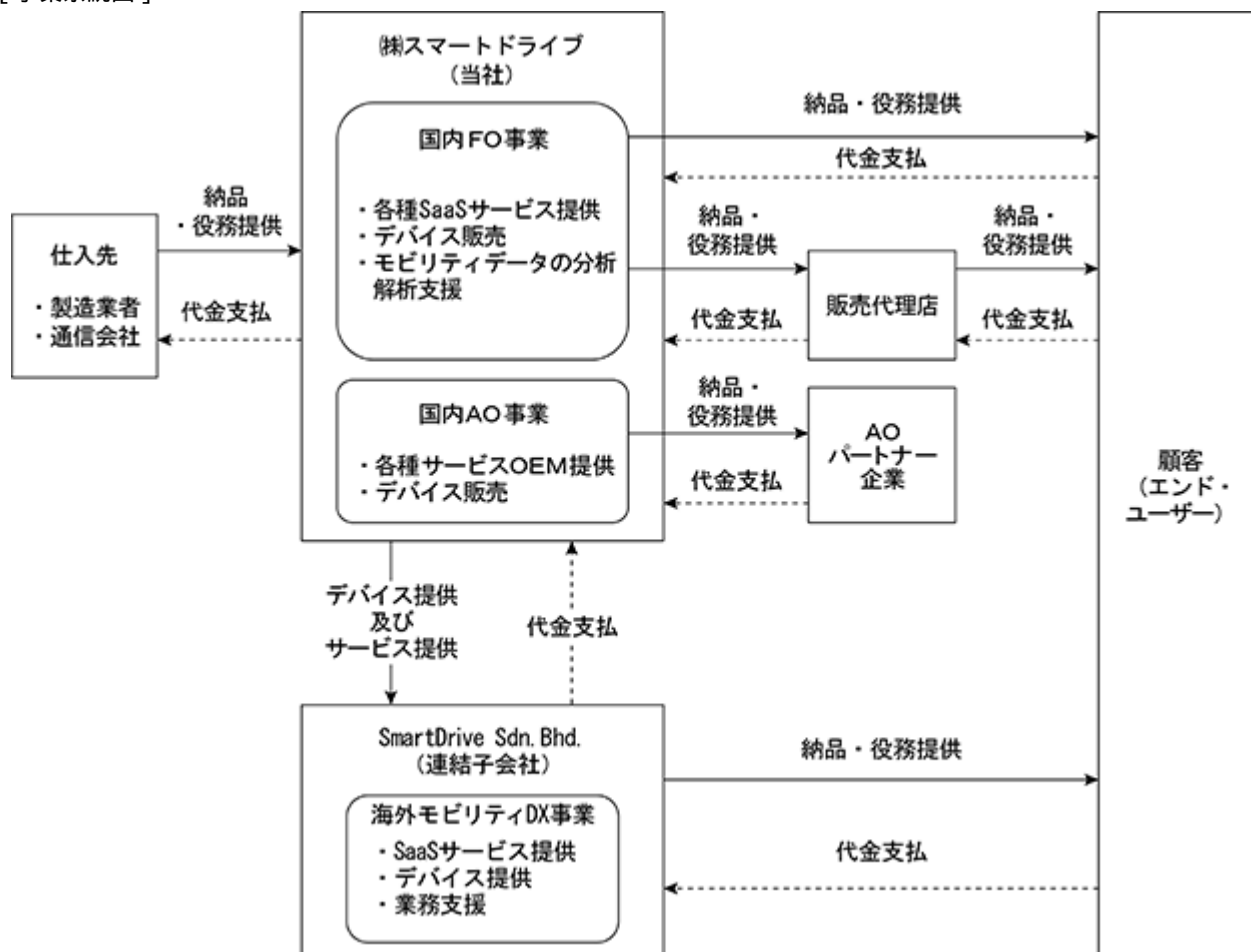 ㈱スマートドライブ
（当社）
国内FO事業
・各種SaaSサービス提供
・デバイス販売
・モビリティデータの分析
解析支援
納品・役務提供
代金支払
納品
・役務提供
仕入先
・製造業者
・通信会社
代金支払
納品・
役務提供
代金支払
販売代理店
納品・
役務提供
代金支払
国内AO事業
・各種サービスOEM提供
・デバイス販売
納品・
役務提供
代金支払
AO
パートナー
企業
顧客
（エンド・
ユーザー）
デバイス提供
及び
サービス提供
代金支払
SmartDrive Sdn.Bhd.
（連結子会社）
海外モビリティDX事業
・SaaSサービス提供
・デバイス提供
・業務支援
納品・役務提供
代金支払